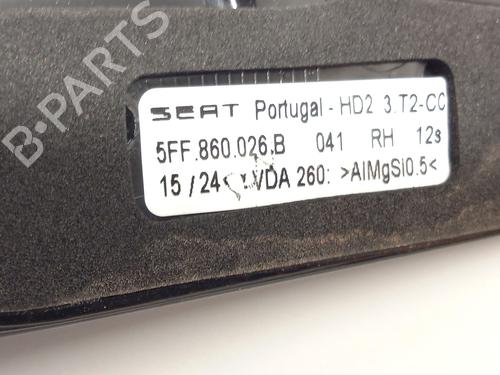 B-PARTS
SEAT Portugal - HD2 3.T2-CC
5FF.860.026.B 041 RH 12s
15/24 VDA 260: >AlMgSi0.5<